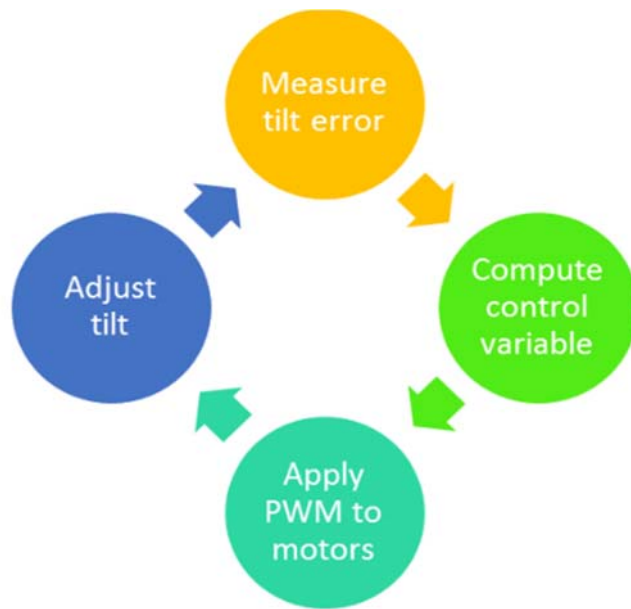 Measure
tilt error
Compute
control
variable
Apply
PWM to
motors
Adjust
tilt